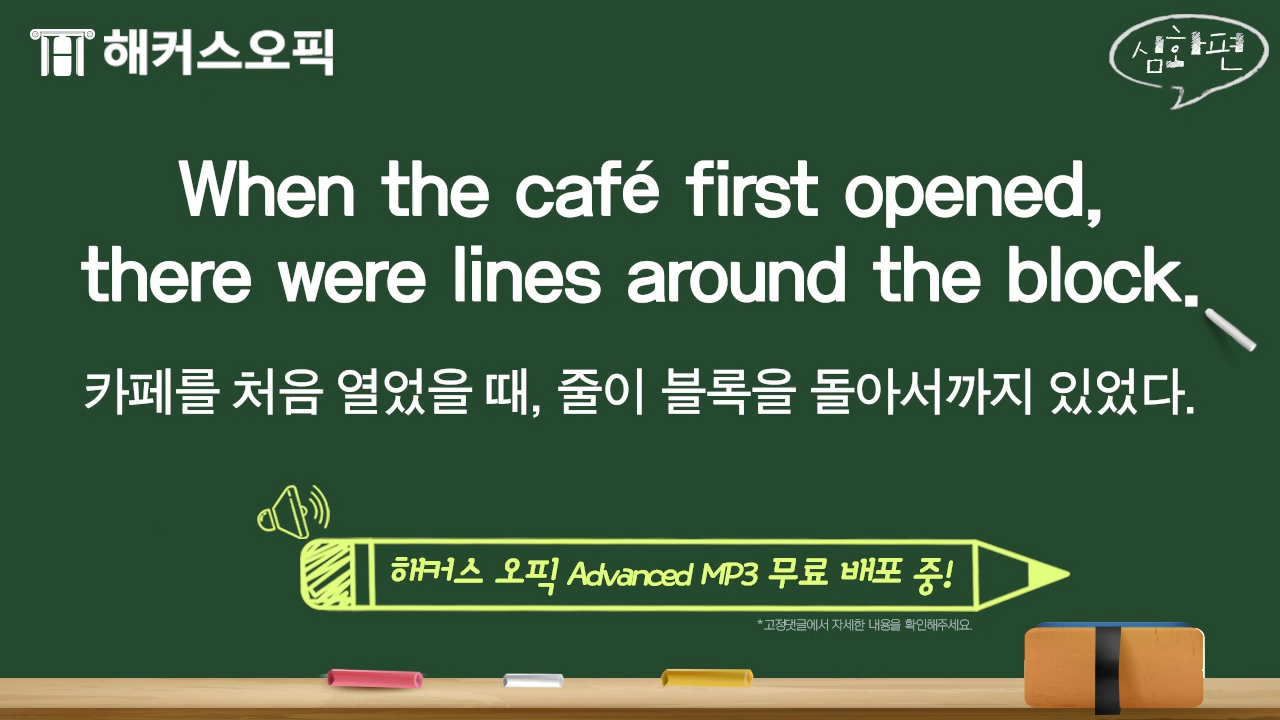 해커스오픽
심화편
When the café first opened,
there were lines around the block.
카페를 처음 열었을 때, 줄이 블록을 돌아서까지 있었다.
해커스 오픽 Advanced MP3 무료 배포 중!
*고정댓글에서 자세한 내용을 확인해주세요.